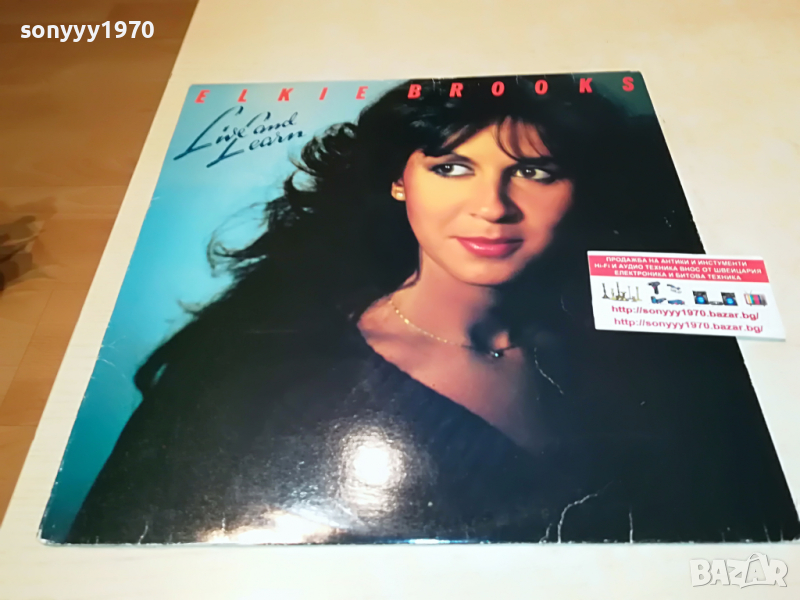 sonyyy1970
ELKIE BROOKS
Live and
Learn
ПРОДАЖБА НА АНТИКИ И ИНСТУМЕНТИ
Hi-Fi И АУДИО ТЕХНИКА ВНОС ОТ ШВЕИЦАРИЯ
ЕЛЕКТРОНИКА И БИТОВА ТЕХНИКА
http://sonyyy1970.bazar.bg/
http://sonyyy1970.bazar.bg/
BAZAR